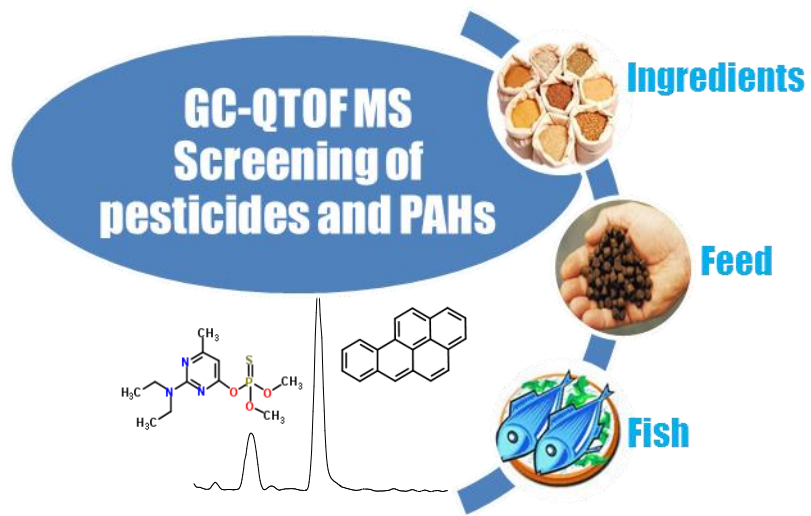 GC-QTOF MS
Screening of
pesticides and PAHs
Ingredients
Feed
Fish
CH₃
N
S
H₃C
N
N
O
P
O
CH₃
H₃C
O
CH₃